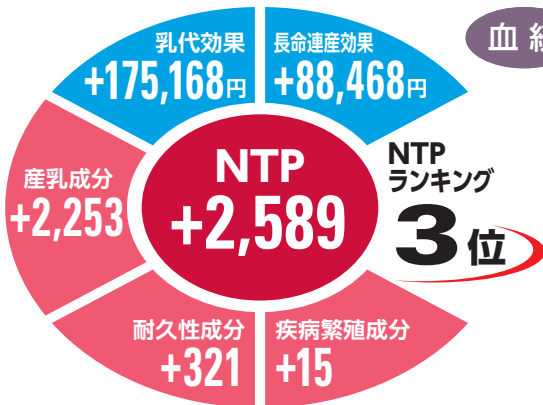 乳代効果
+175,168円
長命連産効果
+88,468円
血
産乳成分
+2,253
NTP
+2,589
NTP
ランキング
3位
耐久性成分
+321
疾病繁殖成分
+15